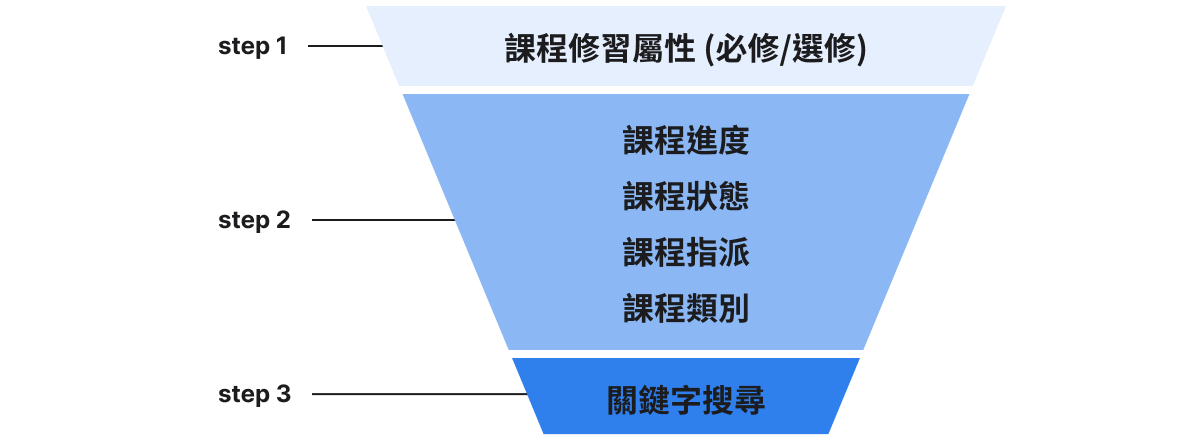 step 1
課程修習屬性 (必修/選修)
課程進度
課程狀態
step 2
課程指派
課程類別
step 3
關鍵字搜尋